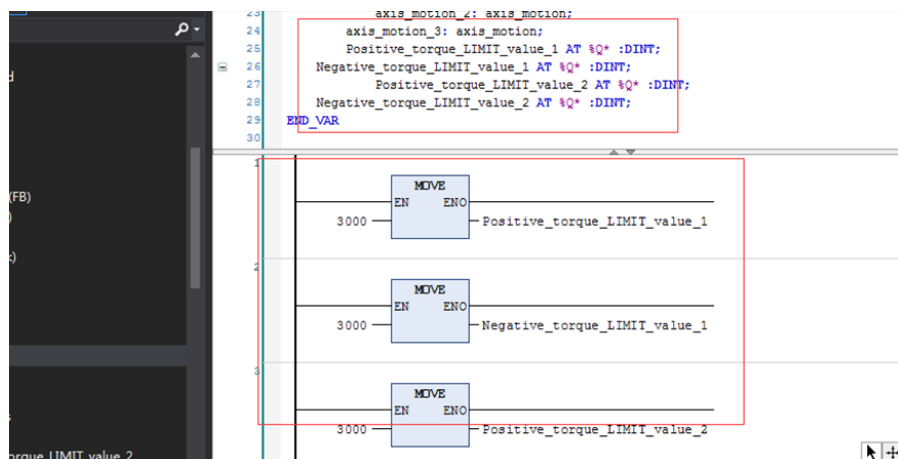 23 axis_motion_2: axis_motion;
24 axis_motion_3: axis_motion;
25 Positive_torque_LIMIT_value_1 AT %Q* :DINT;
26 Negative_torque_LIMIT_value_1 AT %Q* :DINT;
27 Positive_torque_LIMIT_value_2 AT %Q* :DINT;
28 Negative_torque_LIMIT_value_2 AT %Q* :DINT;
29 END_VAR
30
(FB)
1
MOVE
EN ENO
3000 Positive_torque_LIMIT_value_1
2
MOVE
EN ENO
3000 Negative_torque_LIMIT_value_1
3
MOVE
EN ENO
3000 Positive_torque_LIMIT_value_2
torque_LIMIT_value_2